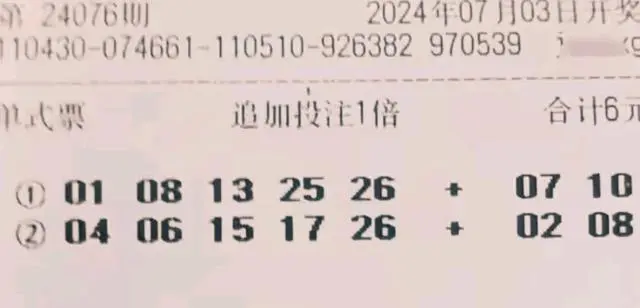 第 24076期 2024年07月03日开奖
110430-074661-110510-926382 970539
单式票 追加投注1倍 合计6元
① 01 08 13 25 26 + 07 10
② 04 06 15 17 26 + 02 08